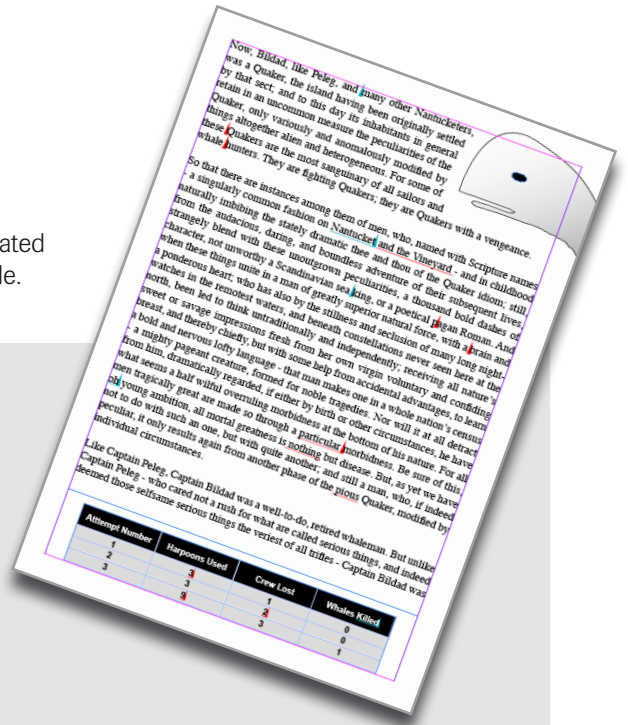 ated
le.
Now, Bildad, like Peleg, and many other Nantucketers,
was a Quaker, the island having been originally settled
by that sect; and to this day its inhabitants in general
retain in an uncommon measure the peculiarities of the
Quaker, only variously and anomalously modified by
things altogether alien and heterogeneous. For some of
these Quakers are the most sanguinary of all sailors and
whale hunters. They are fighting Quakers; they are Quakers with a vengeance.
So that there are instances among them of men, who, named with Scripture names
- a singularly common fashion on Nantucket and the Vineyard - and in childhood
naturally imbibing the stately dramatic thee and thou of the Quaker idiom; still,
from the audacious, daring, and boundless adventure of their subsequent lives,
strangely blend with these unoutgrown peculiarities, a thousand bold dashes of
character, not unworthy a Scandinavian sea king, or a poetical pagan Roman. And
when these things unite in a man of greatly superior natural force, with a brain and
a ponderous heart; who has also by the stillness and seclusion of many long night-
watches in the remotest waters, and beneath constellations never seen here at the
north, been led to think untraditionally and independently; receiving all nature's
sweet or savage impressions fresh from her own virgin voluntary and confiding
breast, and thereby chiefly, but with some help from accidental advantages, to learn
a bold and nervous lofty language - that man makes one in a whole nation's census
- a mighty pageant creature, formed for noble tragedies. Nor will it at all detract
from him, dramatically regarded, if either by birth or other circumstances, he have
what seems a half wilful overruling morbidness at the bottom of his nature. For all
men tragically great are made so through a particular morbidness. Be sure of this,
oh young ambition, all mortal greatness is nothing but disease. But, as yet we have
not to do with such an one, but with quite another; and still a man, who, if indeed
peculiar, it only results again from another phase of the pious Quaker, modified by
individual circumstances.
Like Captain Peleg, Captain Bildad was a well-to-do, retired whaleman. But unlike
Captain Peleg - who cared not a rush for what are called serious things, and indeed
deemed those selfsame serious things the veriest of all trifles - Captain Bildad was
Attempt Number Harpoons Used Crew Lost Whales Killed
1 3 1 0
2 3 2 0
3 9 3 1